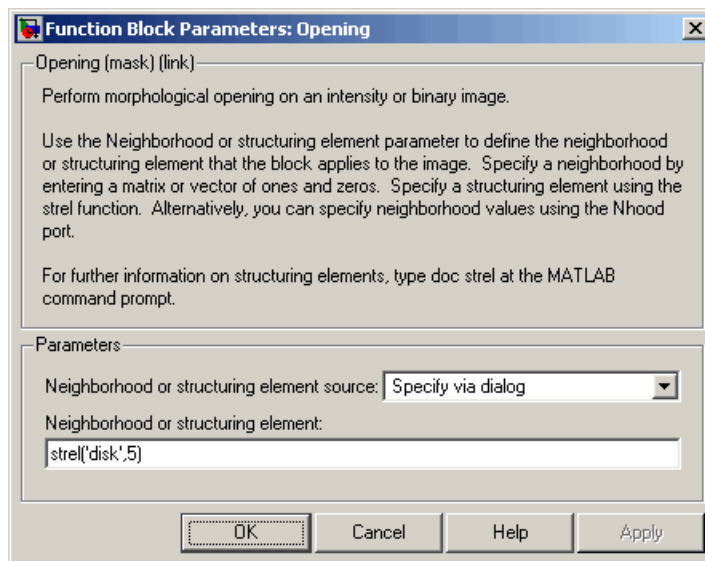 Function Block Parameters: Opening
Opening (mask) (link)
Perform morphological opening on an intensity or binary image.
Use the Neighborhood or structuring element parameter to define the neighborhood
or structuring element that the block applies to the image.  Specify a neighborhood by
entering a matrix or vector of ones and zeros.  Specify a structuring element using the
strel function.  Alternatively, you can specify neighborhood values using the Nhood
port.
For further information on structuring elements, type doc strel at the MATLAB
command prompt.
Parameters
Neighborhood or structuring element source: Specify via dialog
Neighborhood or structuring element:
strel('disk',5)
OK Cancel Help Apply